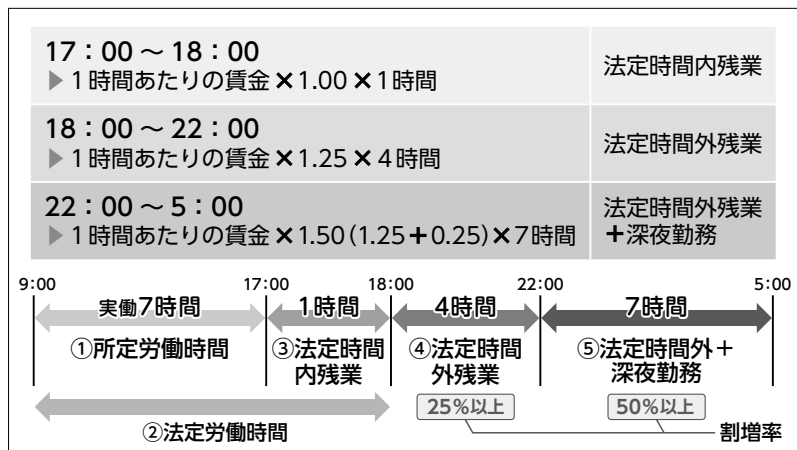 17：00 ～ 18：00
▶1時間あたりの賃金×1.00×1時間
法定時間内残業
18：00 ～ 22：00
▶1時間あたりの賃金×1.25×4時間
法定時間外残業
22：00 ～ 5：00
▶1時間あたりの賃金×1.50(1.25+0.25)×7時間
法定時間外残業
+深夜勤務
9:00 17:00 18:00 22:00 5:00
実働7時間 1時間 4時間 7時間
①所定労働時間 ③法定時間 ④法定時間 ⑤法定時間外+
内残業 外残業 深夜勤務
25%以上 50%以上
②法定労働時間 割増率